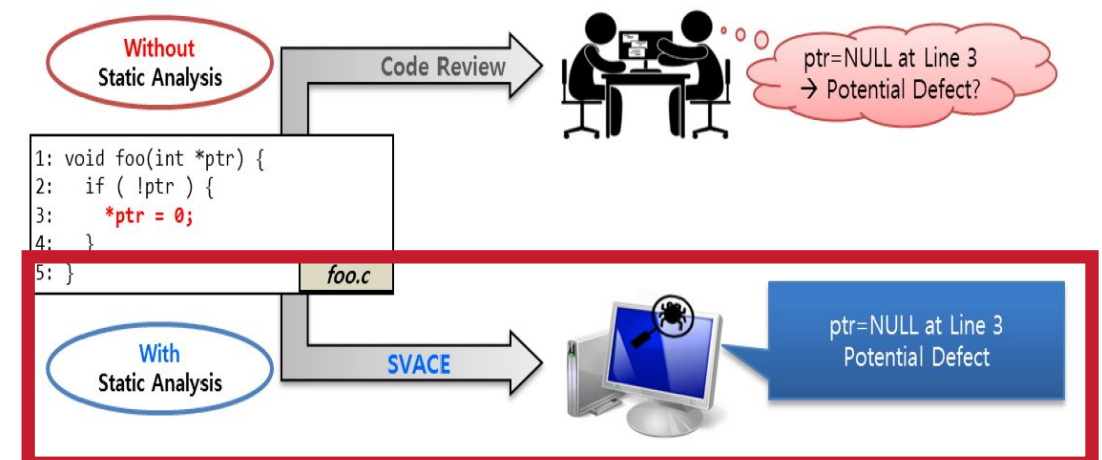 Without
Static Analysis
Code Review
ptr=NULL at Line 3
→ Potential Defect?
1: void foo(int *ptr) {
2:   if ( !ptr ) {
3:     *ptr = 0;
4:   }
5: }
foo.c
With
Static Analysis
SVACE
ptr=NULL at Line 3
Potential Defect